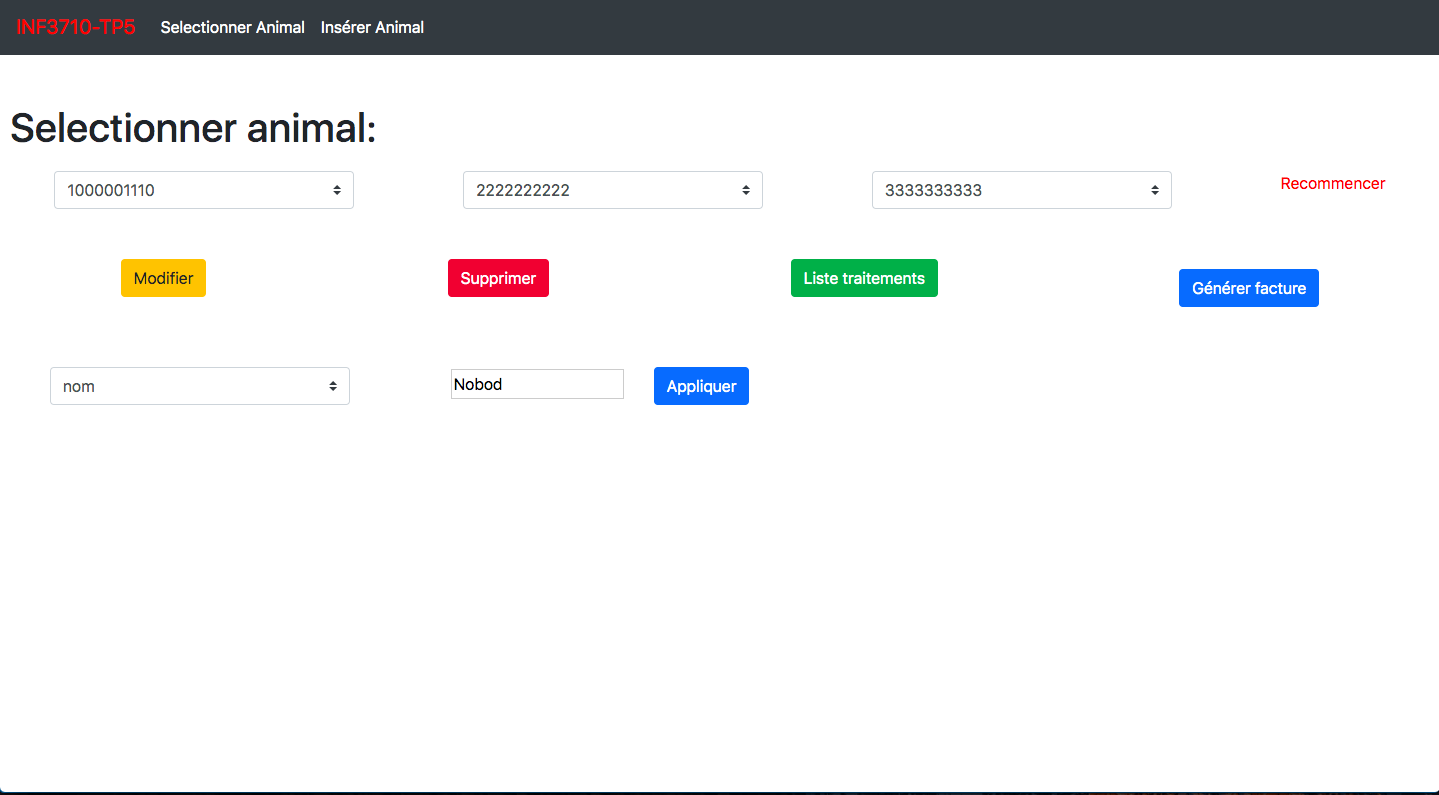 INF3710-TP5 Selectionner Animal Insérer Animal
Selectionner animal:
1000001110 2222222222 3333333333 Recommencer
Modifier Supprimer Liste traitements Générer facture
nom Nobod Appliquer